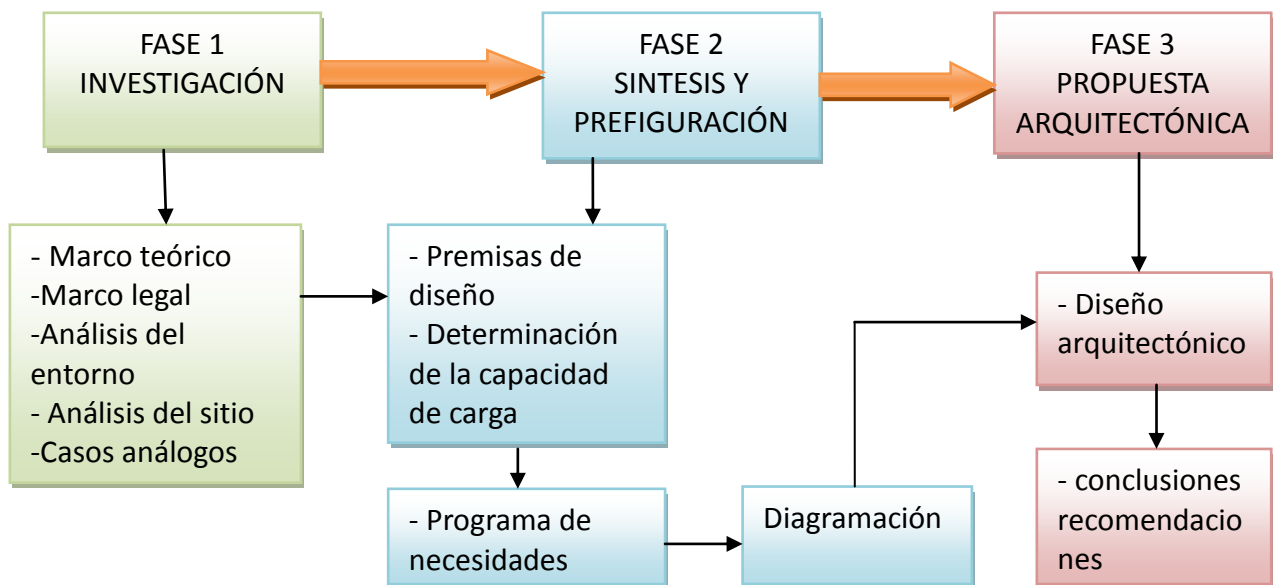 FASE 1
INVESTIGACIÓN
FASE 2
SINTESIS Y
PREFIGURACIÓN
FASE 3
PROPUESTA
ARQUITECTÓNICA
- Marco teórico
-Marco legal
-Análisis del
entorno
- Análisis del sitio
-Casos análogos
- Premisas de
diseño
- Determinación
de la capacidad
de carga
- Programa de
necesidades
Diagramación
- Diseño
arquitectónico
- conclusiones
recomendacio
nes